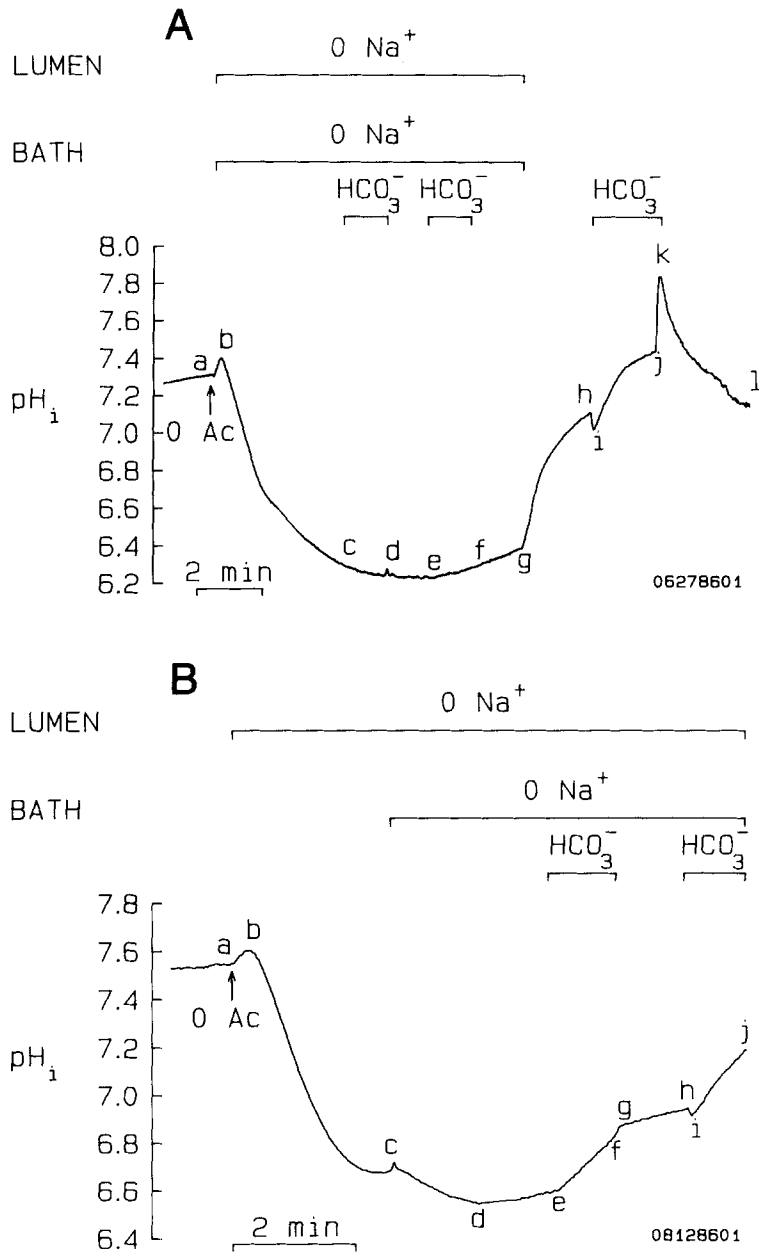 A
0 Na+
LUMEN
0 Na+
BATH
HCO3− HCO3− HCO3−
8.0
7.8
7.6
7.4
7.2
7.0
6.8
6.6
6.4
6.2
pHi
a b c d e f g h i j k l
0 Ac
2 min
06278601
B
0 Na+
LUMEN
0 Na+
BATH
HCO3− HCO3−
7.8
7.6
7.4
7.2
7.0
6.8
6.6
6.4
pHi
a b c d e f g h i j
0 Ac
2 min
08128601